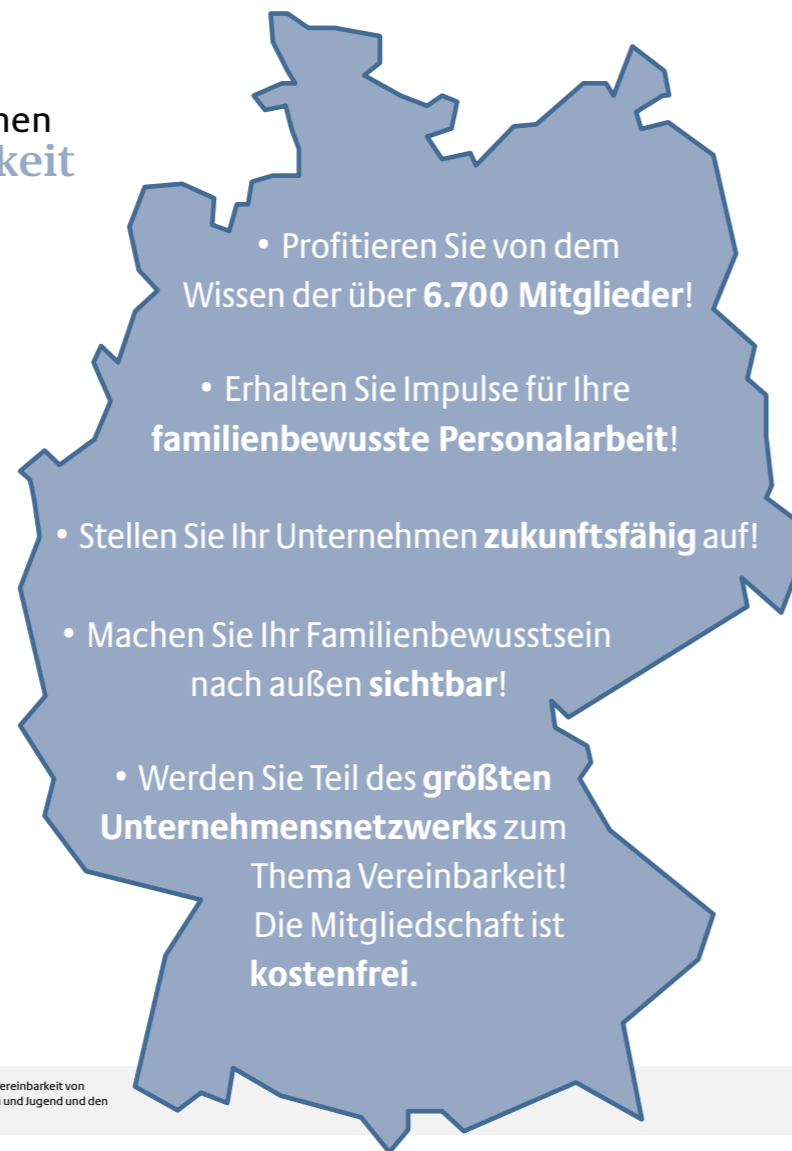 nen
keit
• Profitieren Sie von dem
Wissen der über 6.700 Mitglieder!
• Erhalten Sie Impulse für Ihre
familienbewusste Personalarbeit!
• Stellen Sie Ihr Unternehmen zukunftsfähig auf!
• Machen Sie Ihr Familienbewusstsein
nach außen sichtbar!
• Werden Sie Teil des größten
Unternehmensnetzwerks zum
Thema Vereinbarkeit!
Die Mitgliedschaft ist
kostenfrei.
ereinbarkeit von
und Jugend und den